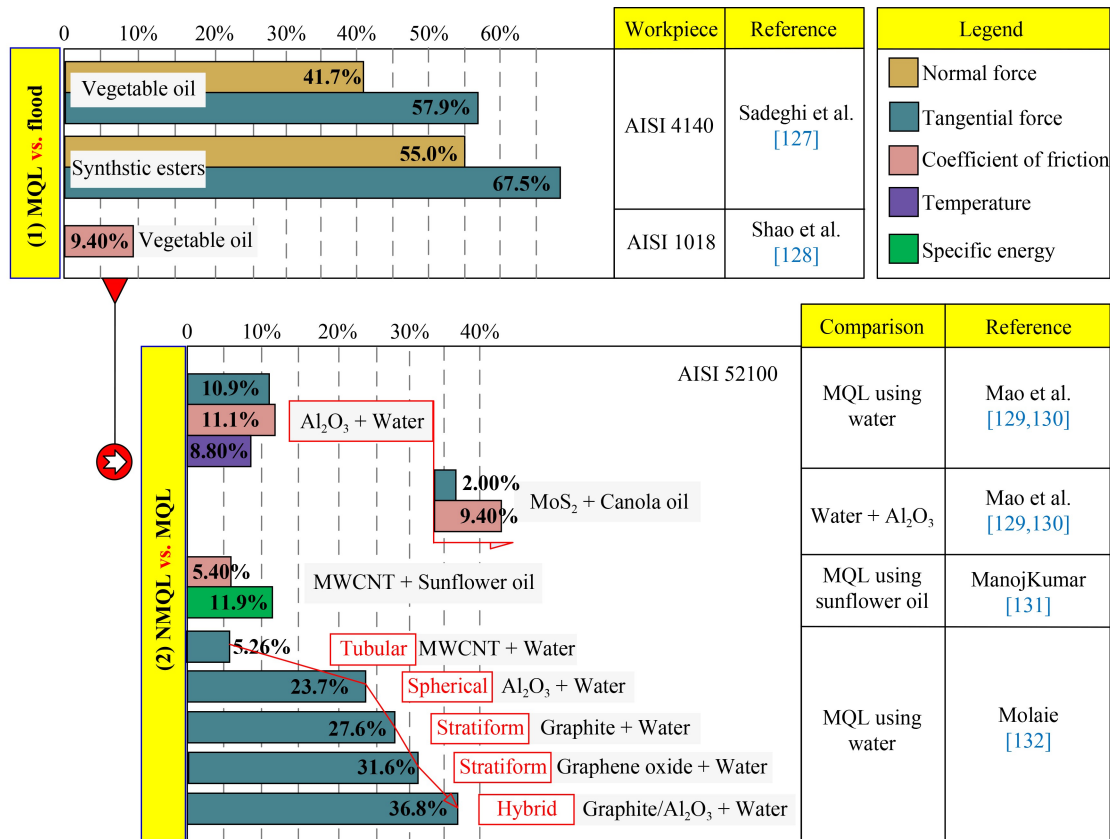 0 10% 20% 30% 40% 50% 60%
Workpiece Reference Legend
(1) MQL vs. flood
Vegetable oil 41.7%
57.9%
Synthstic esters 55.0%
67.5%
9.40% Vegetable oil
AISI 4140 Sadeghi et al.
[127]
AISI 1018 Shao et al.
[128]
Normal force
Tangential force
Coefficient of friction
Temperature
Specific energy
0 10% 20% 30% 40%
Comparison Reference
(2) NMQL vs. MQL
AISI 52100
10.9%
11.1% Al₂O₃ + Water
8.80%
MQL using
water
Mao et al.
[129,130]
2.00%
9.40% MoS₂ + Canola oil
Water + Al₂O₃
Mao et al.
[129,130]
5.40%
11.9% MWCNT + Sunflower oil
MQL using
sunflower oil
ManojKumar
[131]
5.26% Tubular MWCNT + Water
23.7% Spherical Al₂O₃ + Water
27.6% Stratiform Graphite + Water
31.6% Stratiform Graphene oxide + Water
36.8% Hybrid Graphite/Al₂O₃ + Water
MQL using
water
Molaie
[132]